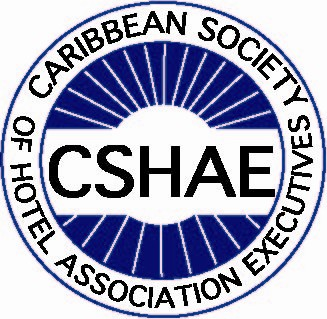 CARIBBEAN SOCIETY
OF HOTEL ASSOCIATION EXECUTIVES
CSHAE